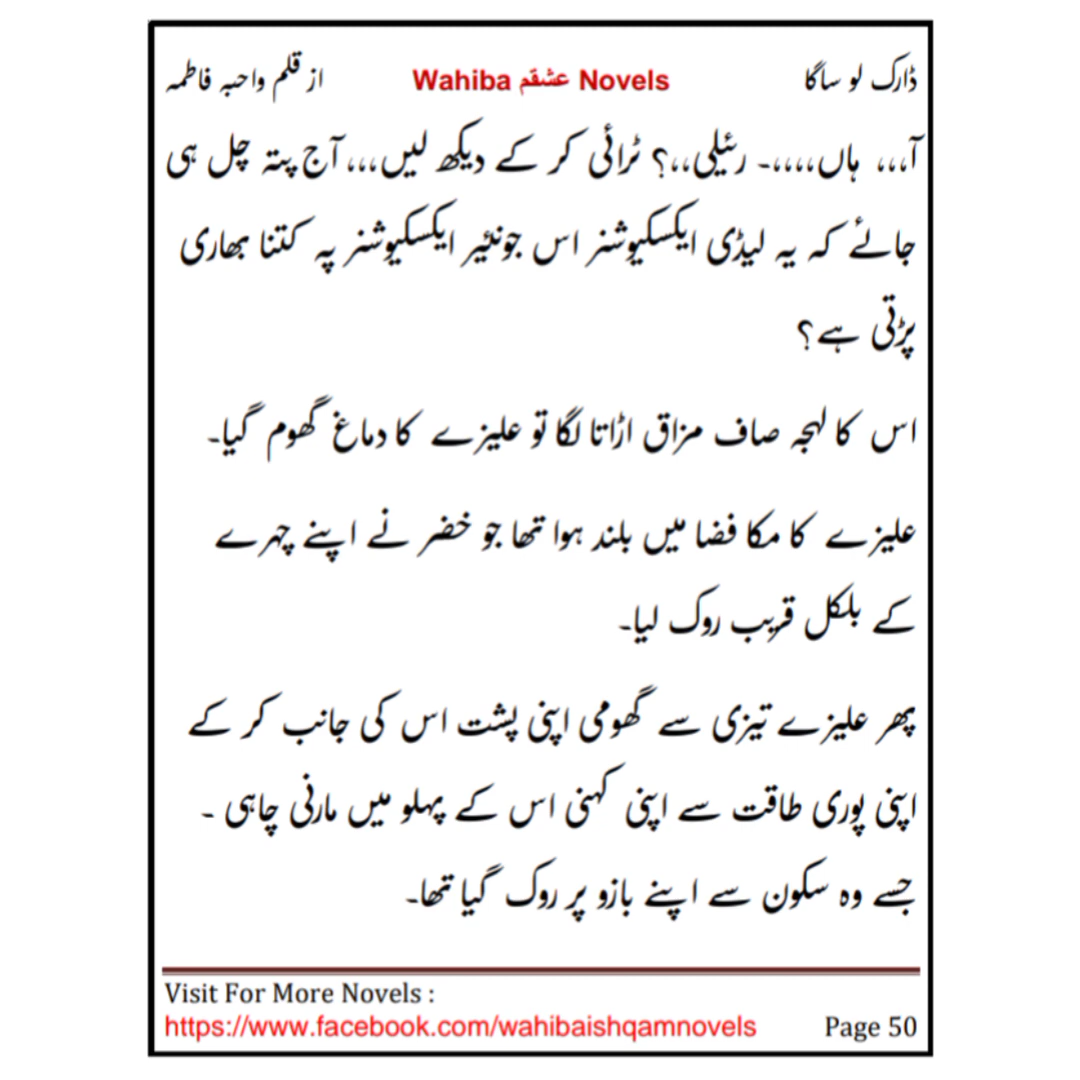 ڈارک لو ساگا Wahiba عشقم Novels از قلم واحبہ فاطمہ
آ،،، ہاں،،،،۔ رئیلی،،؟ ٹرائی کر کے دیکھ لیں،،، آج پتہ چل ہی
جائے کہ یہ لیڈی ایکسکیوشنر اس جونئیر ایکسکیوشنر پہ کتنا بھاری
پڑتی ہے؟
اس کا لہجہ صاف مزاق اڑاتا لگا تو علیزے کا دماغ گھوم گیا۔
علیزے کا مکا فضا میں بلند ہوا تھا جو خضر نے اپنے چہرے
کے بلکل قریب روک لیا۔
پھر علیزے تیزی سے گھومی اپنی پشت اس کی جانب کر کے
اپنی پوری طاقت سے اپنی کہنی اس کے پہلو میں مارنی چاہی ۔
جسے وہ سکون سے اپنے بازو پر روک گیا تھا۔
Visit For More Novels :
https://www.facebook.com/wahibaishqamnovels Page 50